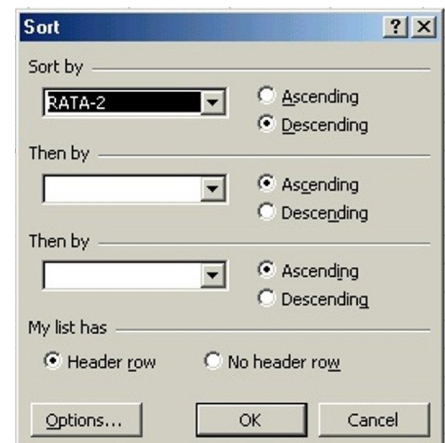 Sort
Sort by
RATA-2
Ascending
Descending
Then by
Ascending
Descending
Then by
Ascending
Descending
My list has
Header row
No header row
Options...
OK
Cancel